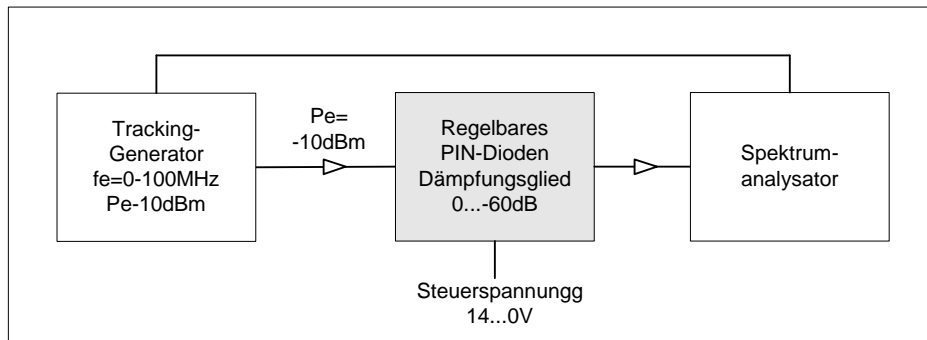 Tracking-
Generator
fe=0-100MHz
Pe-10dBm
Pe=
-10dBm
Regelbares
PIN-Dioden
Dämpfungsglied
0...-60dB
Spektrum-
analysator
Steuerspannungg
14...0V